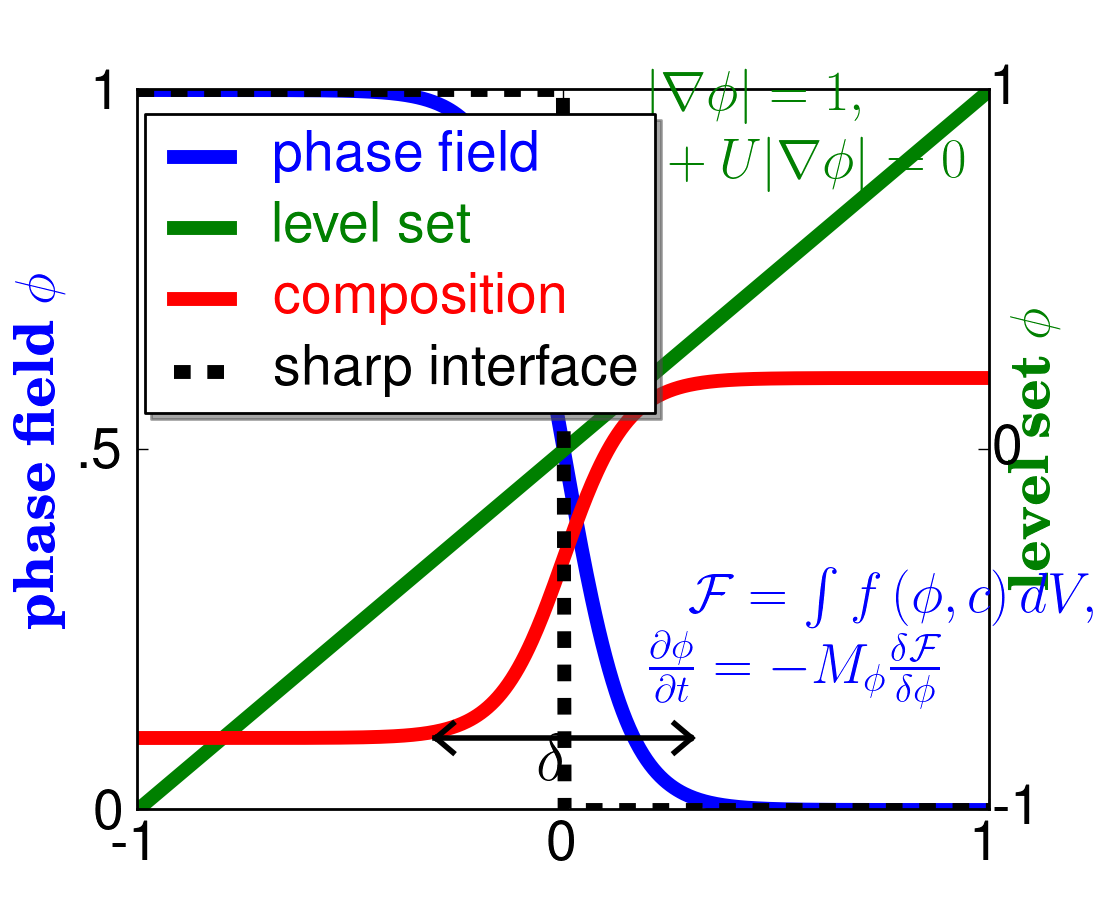 1
1
|∇ϕ| = 1,
+ U|∇ϕ| = 0
phase field
level set
composition
sharp interface
phase field ϕ
level set ϕ
.5
0
ℱ = ∫ f (ϕ, c) dV,
∂ϕ/∂t = −M_ϕ δℱ/δϕ
δ
0
-1
-1
0
1